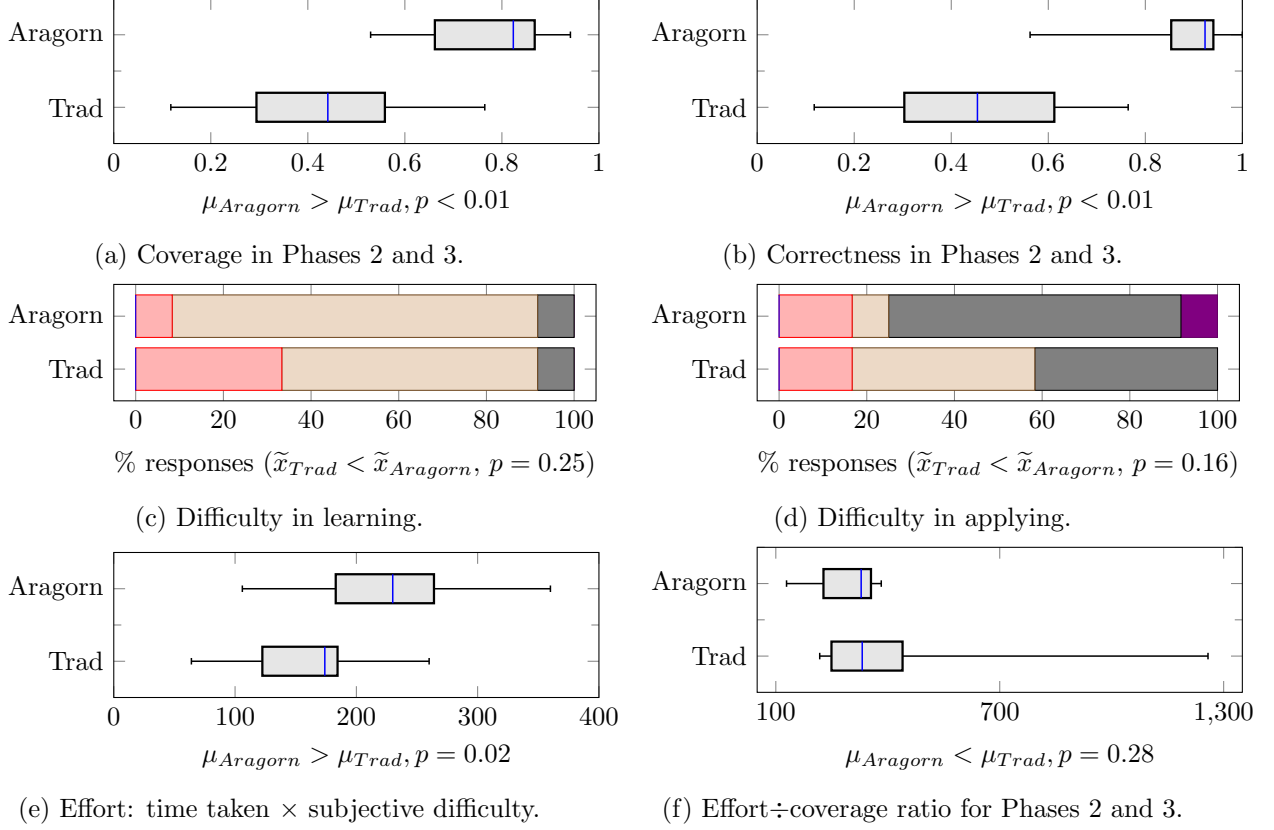 Aragorn
Trad
0 0.2 0.4 0.6 0.8 1
μ_Aragorn > μ_Trad, p < 0.01
(a) Coverage in Phases 2 and 3.
Aragorn
Trad
0 0.2 0.4 0.6 0.8 1
μ_Aragorn > μ_Trad, p < 0.01
(b) Correctness in Phases 2 and 3.
Aragorn
Trad
0 20 40 60 80 100
% responses (x̃_Trad < x̃_Aragorn, p = 0.25)
(c) Difficulty in learning.
Aragorn
Trad
0 20 40 60 80 100
% responses (x̃_Trad < x̃_Aragorn, p = 0.16)
(d) Difficulty in applying.
Aragorn
Trad
0 100 200 300 400
μ_Aragorn > μ_Trad, p = 0.02
(e) Effort: time taken × subjective difficulty.
Aragorn
Trad
100 700 1,300
μ_Aragorn < μ_Trad, p = 0.28
(f) Effort÷coverage ratio for Phases 2 and 3.